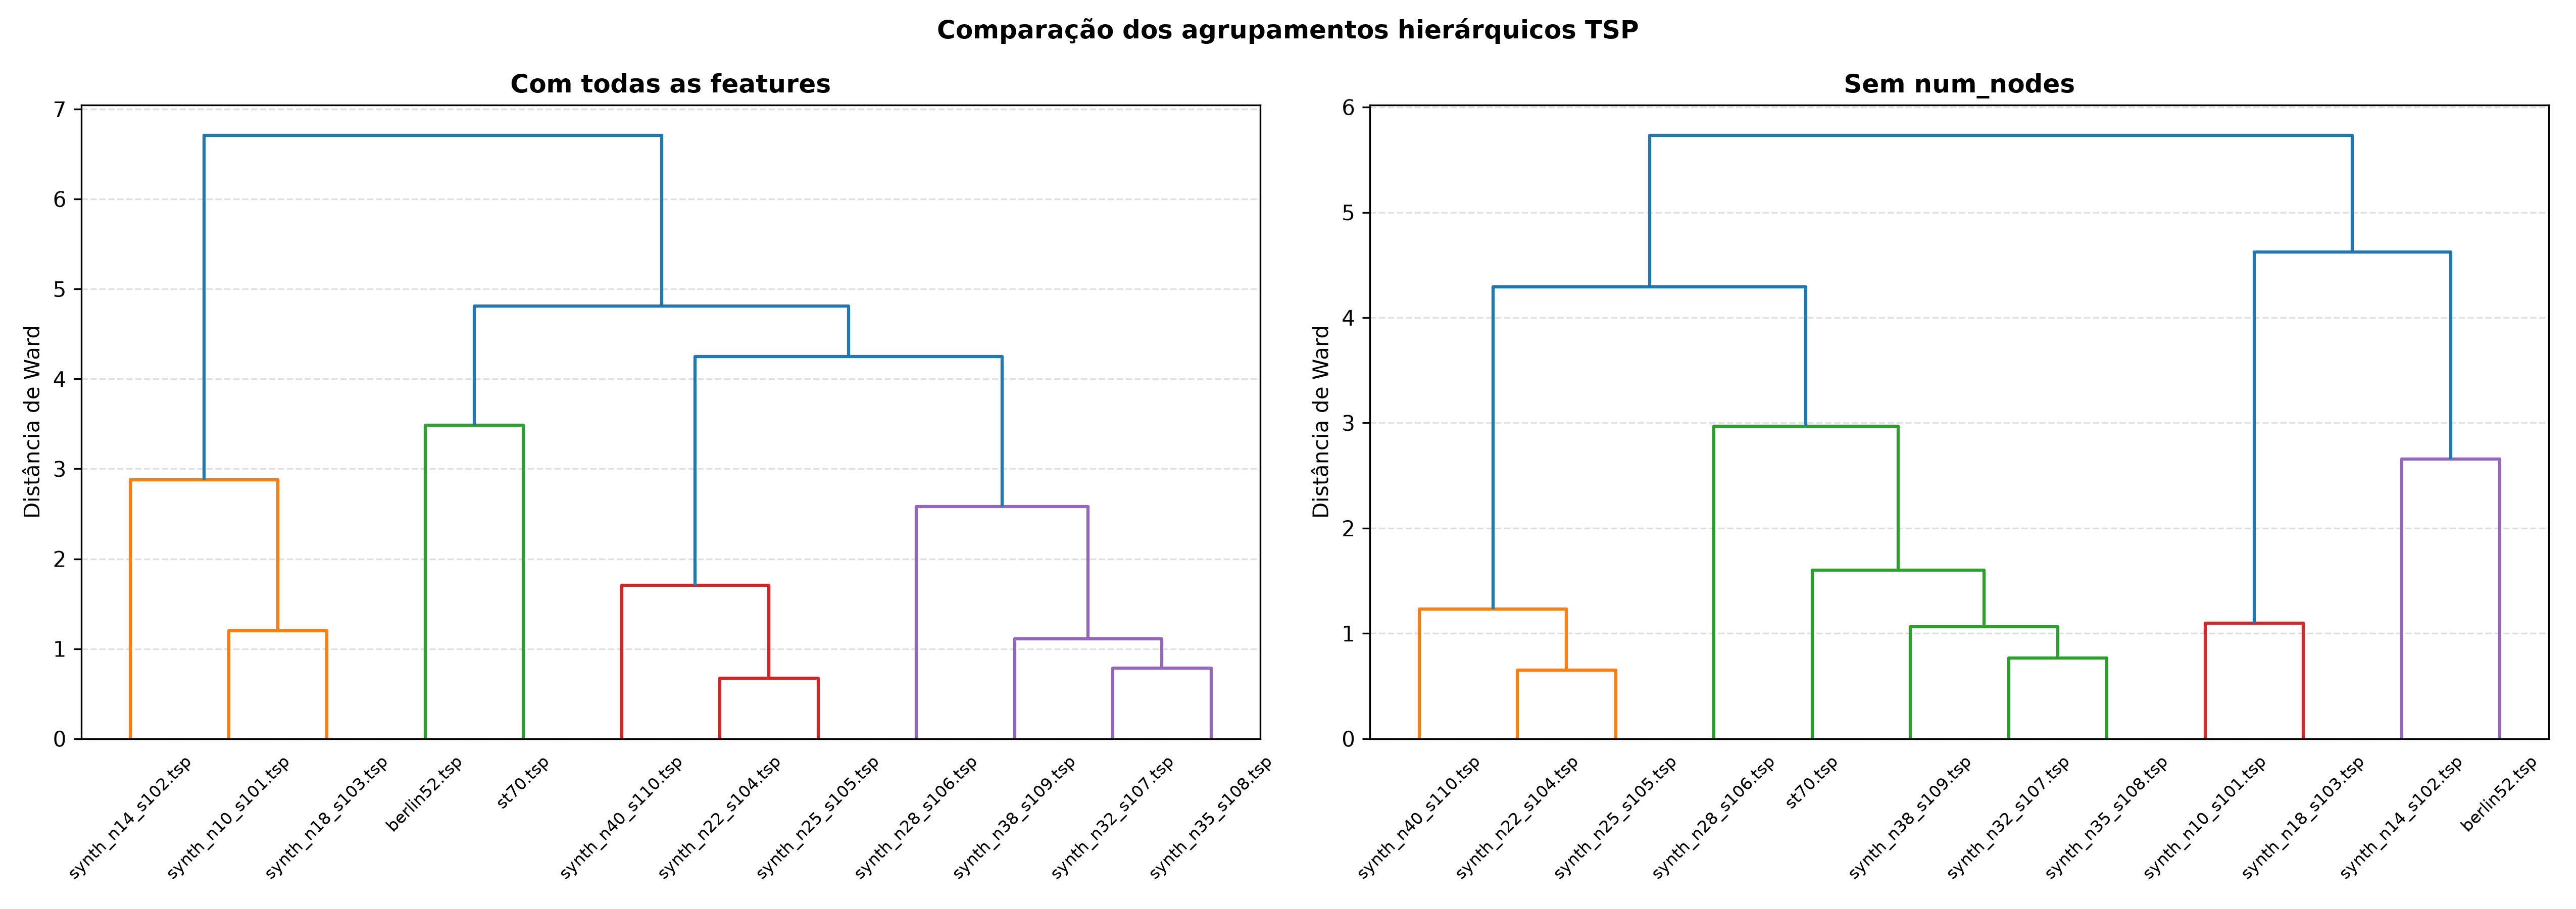 Comparação dos agrupamentos hierárquicos TSP
Com todas as features
Distância de Ward
7
6
5
4
3
2
1
0
synth_n14_s102.tsp
synth_n10_s101.tsp
synth_n18_s103.tsp
berlin52.tsp
st70.tsp
synth_n40_s110.tsp
synth_n22_s104.tsp
synth_n25_s105.tsp
synth_n28_s106.tsp
synth_n38_s109.tsp
synth_n32_s107.tsp
synth_n35_s108.tsp
Sem num_nodes
Distância de Ward
6
5
4
3
2
1
0
synth_n40_s110.tsp
synth_n22_s104.tsp
synth_n25_s105.tsp
synth_n28_s106.tsp
st70.tsp
synth_n38_s109.tsp
synth_n32_s107.tsp
synth_n35_s108.tsp
synth_n10_s101.tsp
synth_n18_s103.tsp
synth_n14_s102.tsp
berlin52.tsp